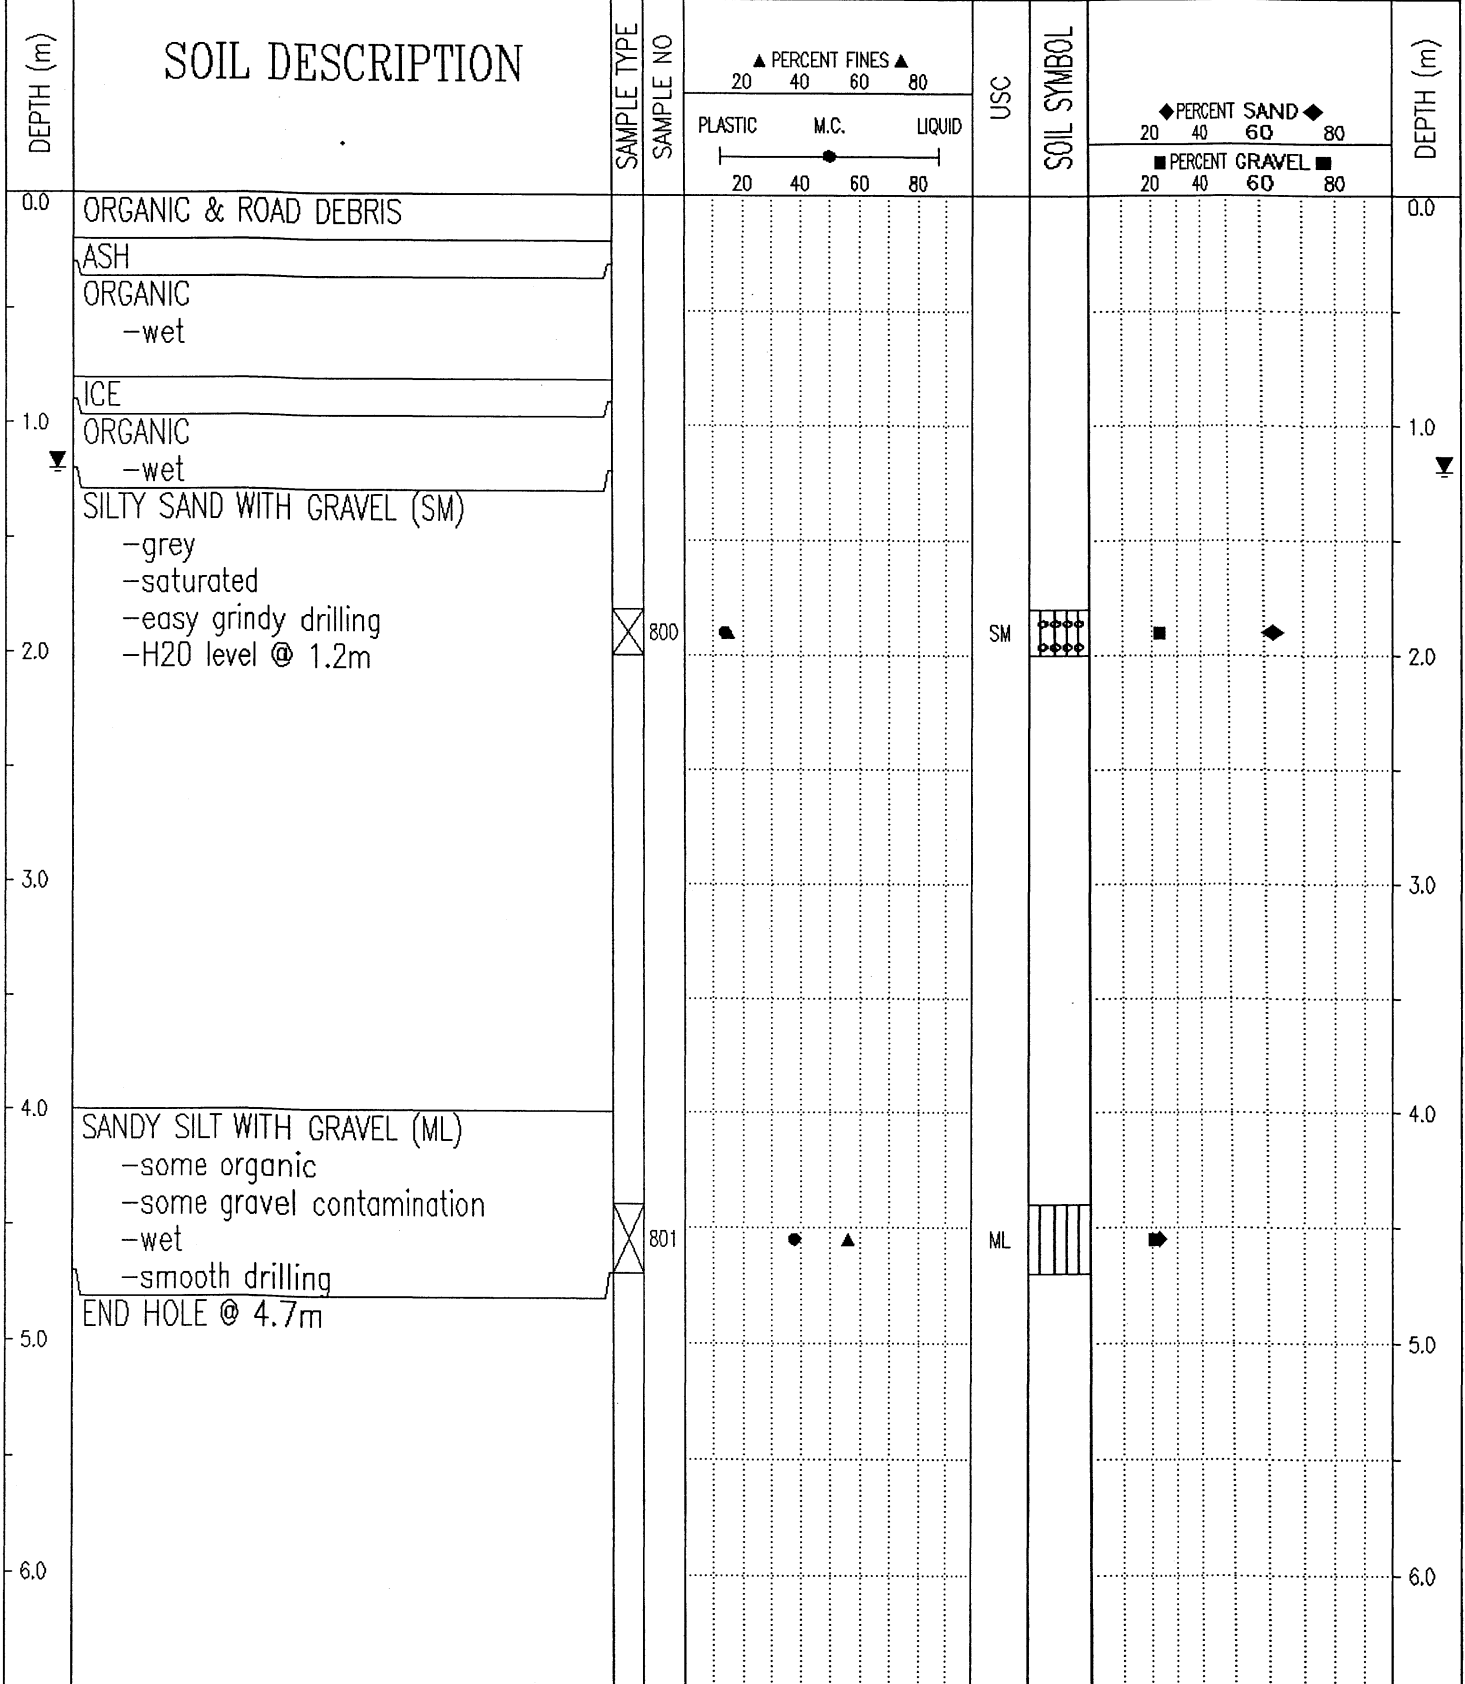 DEPTH (m)
SOIL DESCRIPTION
SAMPLE TYPE
SAMPLE NO
▲ PERCENT FINES ▲
20 40 60 80
PLASTIC M.C. LIQUID
20 40 60 80
USC
SOIL SYMBOL
◆PERCENT SAND◆
20 40 60 80
■PERCENT GRAVEL■
20 40 60 80
DEPTH (m)
0.0
ORGANIC & ROAD DEBRIS
0.0
ASH
ORGANIC
-wet
ICE
1.0
ORGANIC
1.0
-wet
SILTY SAND WITH GRAVEL (SM)
-grey
-saturated
-easy grindy drilling
800
SM
2.0
-H20 level @ 1.2m
2.0
3.0
3.0
4.0
4.0
SANDY SILT WITH GRAVEL (ML)
-some organic
-some gravel contamination
-wet
801
ML
-smooth drilling
END HOLE @ 4.7m
5.0
5.0
6.0
6.0